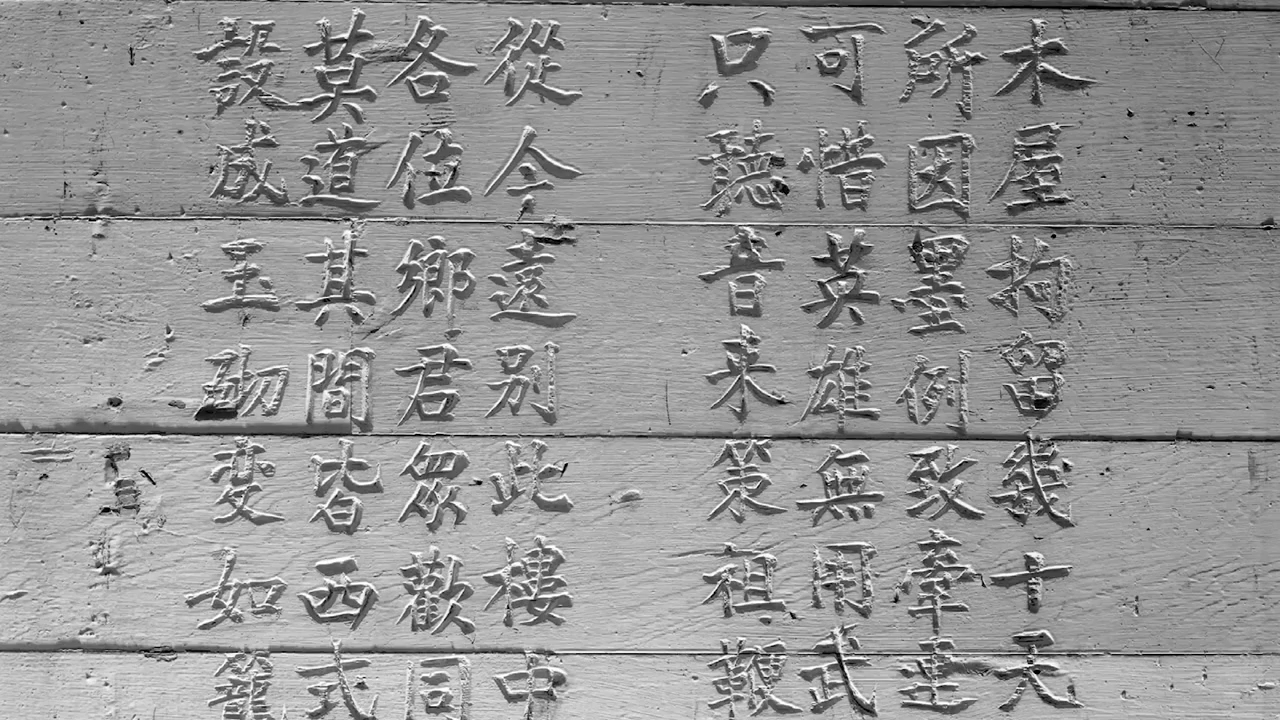 木屋拘留幾十天
所因墨例致牽連
可惜英雄無用武
只聽音来策祖鞭
從今遠別此樓中
各位鄉君眾歡同
莫道其間皆西式
設成玉砌變如籠